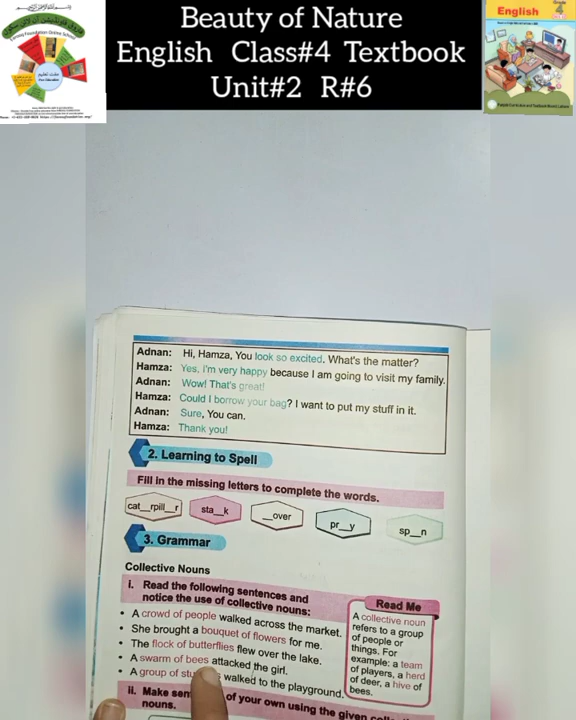 Beauty of Nature
English Class#4 Textbook
Unit#2 R#6
English
Grade 4
Adnan: Hi, Hamza, You look so excited. What's the matter?
Hamza: Yes, I'm very happy because I am going to visit my family.
Adnan: Wow! That's great!
Hamza: Could I borrow your bag? I want to put my stuff in it.
Adnan: Sure, You can.
Hamza: Thank you!
2. Learning to Spell
Fill in the missing letters to complete the words.
cat__rpill__r
sta__k
__over
pr__y
sp__n
3. Grammar
Collective Nouns
i. Read the following sentences and
notice the use of collective nouns:
• A crowd of people walked across the market.
• She brought a bouquet of flowers for me.
• The flock of butterflies flew over the lake.
• A swarm of bees attacked the girl.
• A group of walked to the playground.
Read Me
A collective noun
refers to a group
of people or
things. For
example: a team
of players, a herd
of deer, a hive of
bees.
ii. Make of your own using the given
nouns.